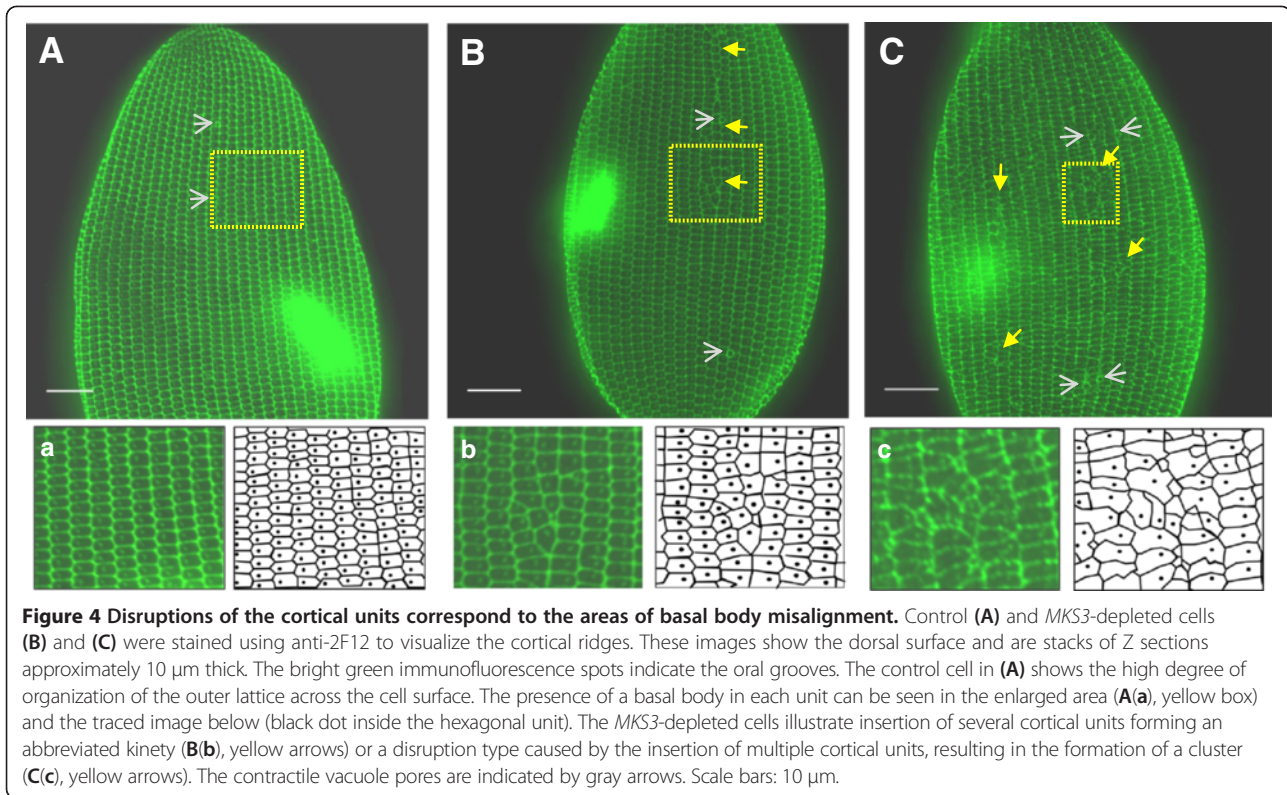 A
B
C
a
b
c
Figure 4 Disruptions of the cortical units correspond to the areas of basal body misalignment. Control (A) and MKS3-depleted cells
(B) and (C) were stained using anti-2F12 to visualize the cortical ridges. These images show the dorsal surface and are stacks of Z sections
approximately 10 μm thick. The bright green immunofluorescence spots indicate the oral grooves. The control cell in (A) shows the high degree of
organization of the outer lattice across the cell surface. The presence of a basal body in each unit can be seen in the enlarged area (A(a), yellow box)
and the traced image below (black dot inside the hexagonal unit). The MKS3-depleted cells illustrate insertion of several cortical units forming an
abbreviated kinety (B(b), yellow arrows) or a disruption type caused by the insertion of multiple cortical units, resulting in the formation of a cluster
(C(c), yellow arrows). The contractile vacuole pores are indicated by gray arrows. Scale bars: 10 μm.